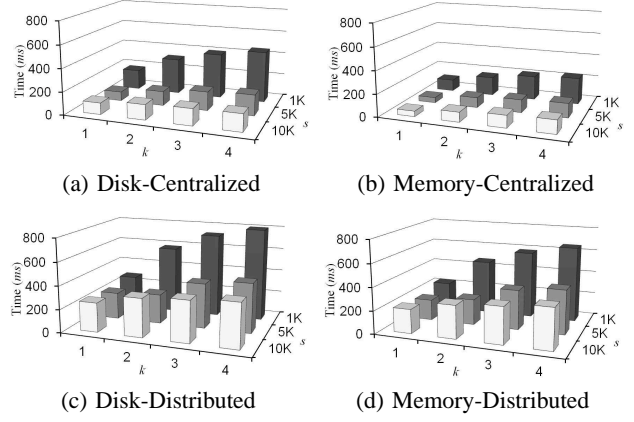 800
600
400
200
0
Time (ms)
1
2
3
4
k
1K
5K
10K
s
(a) Disk-Centralized
800
600
400
200
0
Time (ms)
1
2
3
4
k
1K
5K
10K
s
(b) Memory-Centralized
800
600
400
200
0
Time (ms)
1
2
3
4
k
1K
5K
10K
s
(c) Disk-Distributed
800
600
400
200
0
Time (ms)
1
2
3
4
k
1K
5K
10K
s
(d) Memory-Distributed